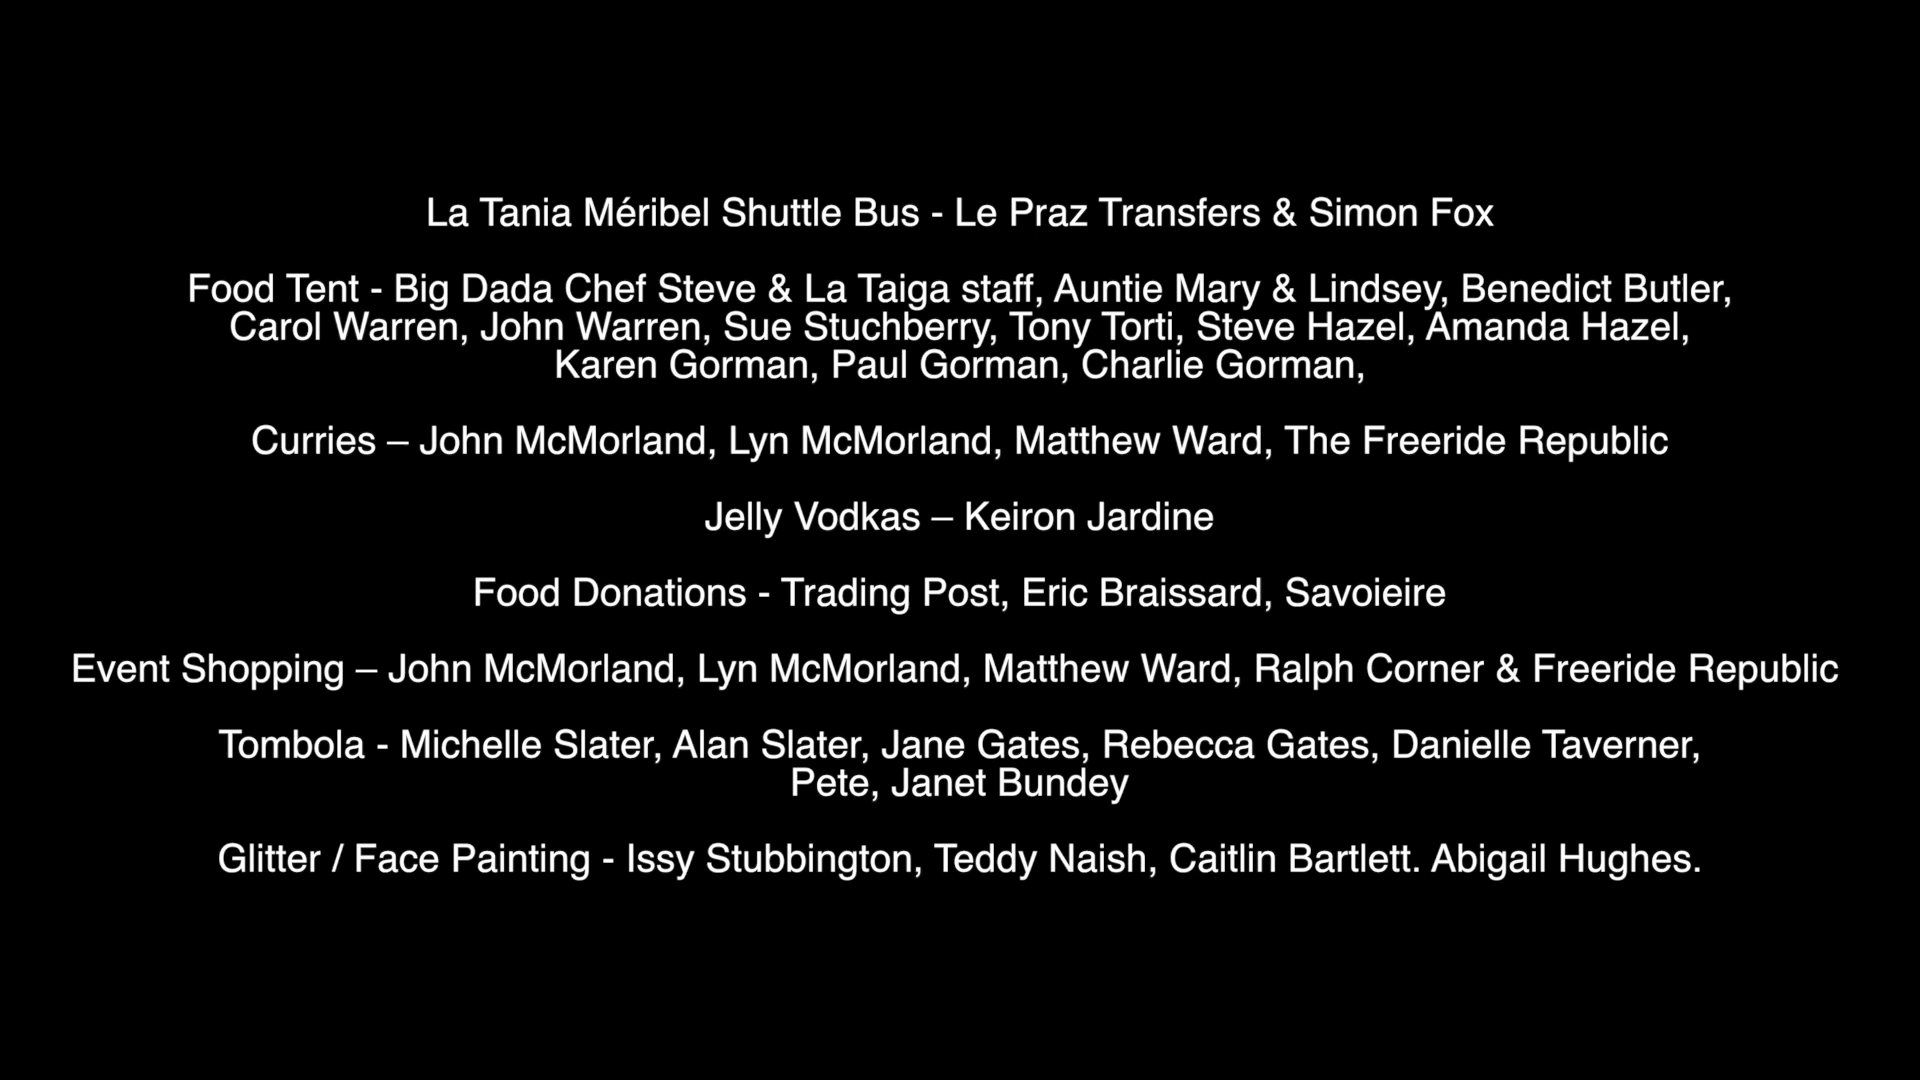 La Tania Méribel Shuttle Bus - Le Praz Transfers & Simon Fox
Food Tent - Big Dada Chef Steve & La Taiga staff, Auntie Mary & Lindsey, Benedict Butler,
Carol Warren, John Warren, Sue Stuchberry, Tony Torti, Steve Hazel, Amanda Hazel,
Karen Gorman, Paul Gorman, Charlie Gorman,
Curries – John McMorland, Lyn McMorland, Matthew Ward, The Freeride Republic
Jelly Vodkas – Keiron Jardine
Food Donations - Trading Post, Eric Braissard, Savoieire
Event Shopping – John McMorland, Lyn McMorland, Matthew Ward, Ralph Corner & Freeride Republic
Tombola - Michelle Slater, Alan Slater, Jane Gates, Rebecca Gates, Danielle Taverner,
Pete, Janet Bundey
Glitter / Face Painting - Issy Stubbington, Teddy Naish, Caitlin Bartlett. Abigail Hughes.